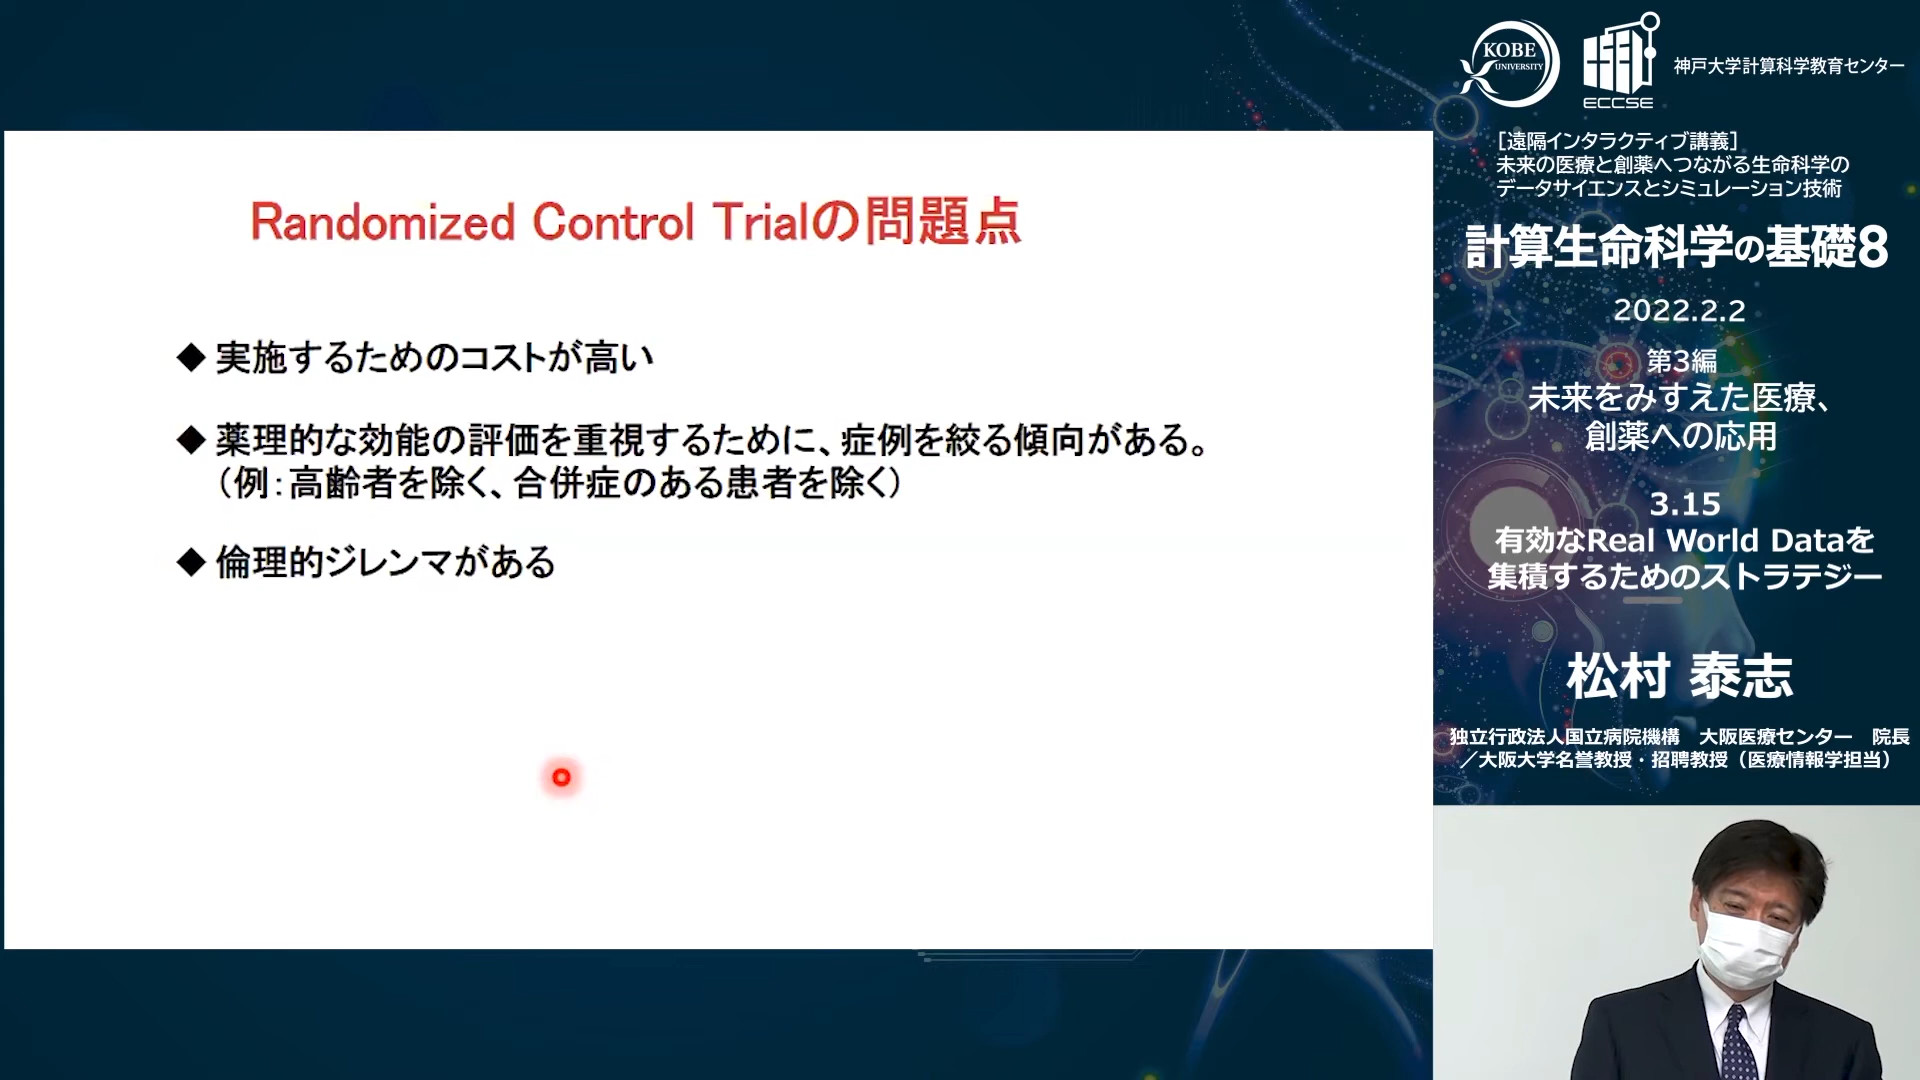 Randomized Control Trialの問題点
◆ 実施するためのコストが高い
◆ 薬理的な効能の評価を重視するために、症例を絞る傾向がある。
（例：高齢者を除く、合併症のある患者を除く）
◆ 倫理的ジレンマがある
KOBE
UNIVERSITY
ECCSE
神戸大学計算科学教育センター
［遠隔インタラクティブ講義］
未来の医療と創薬へつながる生命科学の
データサイエンスとシミュレーション技術
計算生命科学の基礎8
2022.2.2
第3編
未来をみすえた医療、
創薬への応用
3.15
有効なReal World Dataを
集積するためのストラテジー
松村 泰志
独立行政法人国立病院機構　大阪医療センター　院長
／大阪大学名誉教授・招聘教授（医療情報学担当）